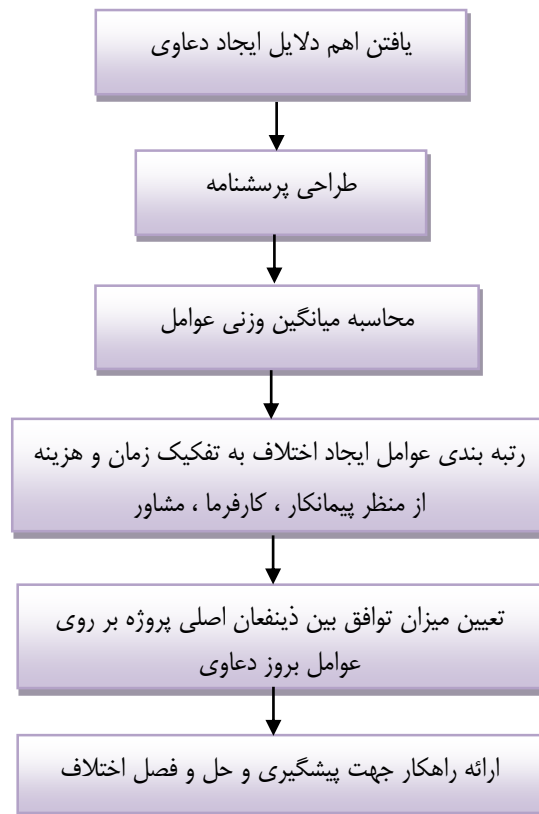 یافتن اهم دلایل ایجاد دعاوی
طراحی پرسشنامه
محاسبه میانگین وزنی عوامل
رتبه بندی عوامل ایجاد اختلاف به تفکیک زمان و هزینه
از منظر پیمانکار ، کارفرما ، مشاور
تعیین میزان توافق بین ذینفعان اصلی پروژه بر روی
عوامل بروز دعاوی
ارائه راهکار جهت پیشگیری و حل و فصل اختلاف